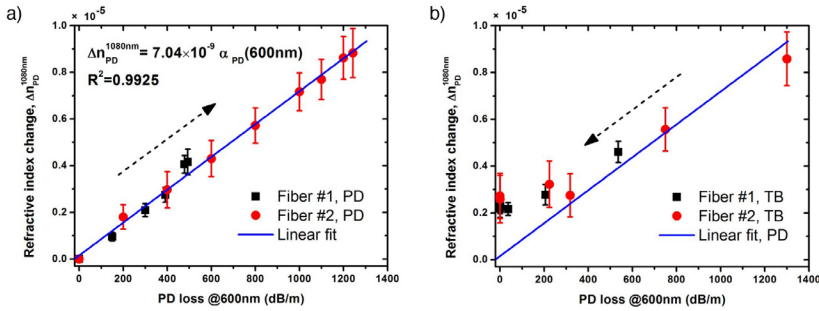 a)
1.0 ×10⁻⁵
Δn_PD^1080nm = 7.04×10⁻⁹ α_PD(600nm)
R²=0.9925
0.8
0.6
0.4
0.2
0.0
Refractive index change, Δn_PD^1080nm
Fiber #1, PD
Fiber #2, PD
Linear fit
0 200 400 600 800 1000 1200 1400
PD loss @600nm (dB/m)
b)
1.0 ×10⁻⁵
0.8
0.6
0.4
0.2
0.0
Refractive index change, Δn_PD^1080nm
Fiber #1, TB
Fiber #2, TB
Linear fit, PD
0 200 400 600 800 1000 1200 1400
PD loss @600nm (dB/m)